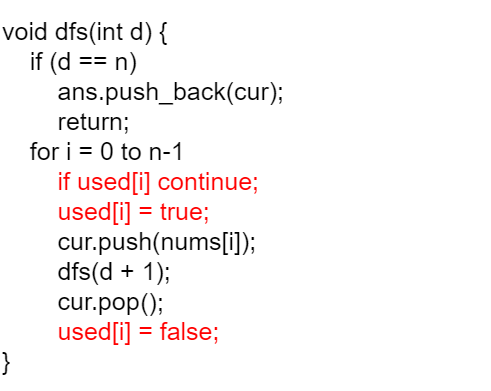 void dfs(int d) {
if (d == n)
ans.push_back(cur);
return;
for i = 0 to n-1
if used[i] continue;
used[i] = true;
cur.push(nums[i]);
dfs(d + 1);
cur.pop();
used[i] = false;
}